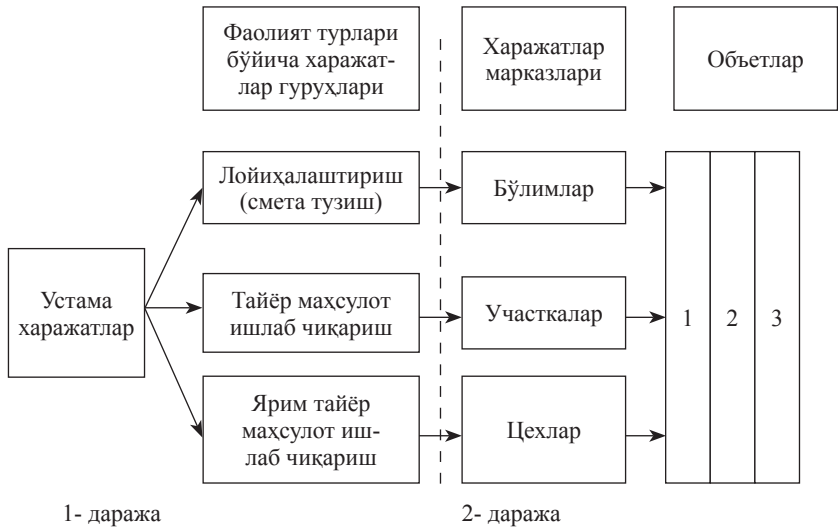 Фаолият турлари
бўйича харажат-
лар гуруҳлари
Харажатлар
марказлари
Объетлар
Лойиҳалаштириш
(смета тузиш)
Бўлимлар
Устама
харажатлар
Тайёр маҳсулот
ишлаб чиқариш
Участкалар
1
2
3
Ярим тайёр
маҳсулот иш-
лаб чиқариш
Цехлар
1- даража
2- даража